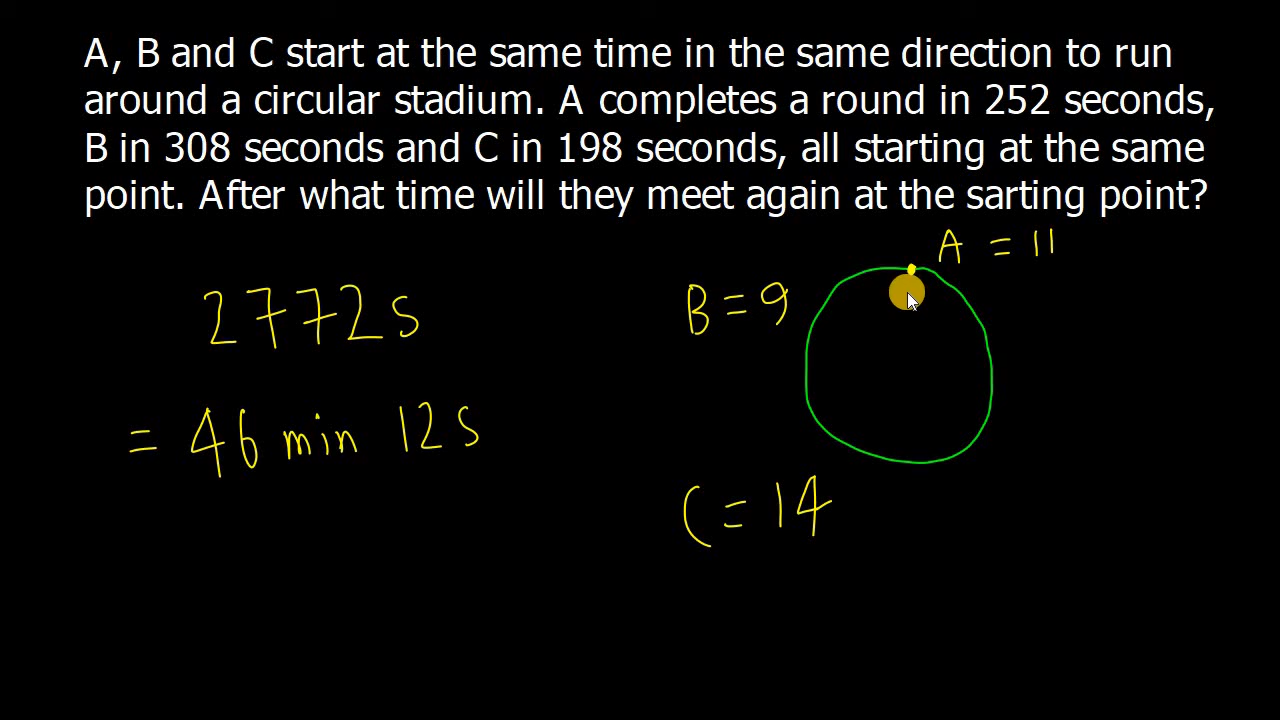 A, B and C start at the same time in the same direction to run
around a circular stadium. A completes a round in 252 seconds,
B in 308 seconds and C in 198 seconds, all starting at the same
point. After what time will they meet again at the sarting point?
A = 11
B = 9
2772 s
= 46 min 12 s
C = 14